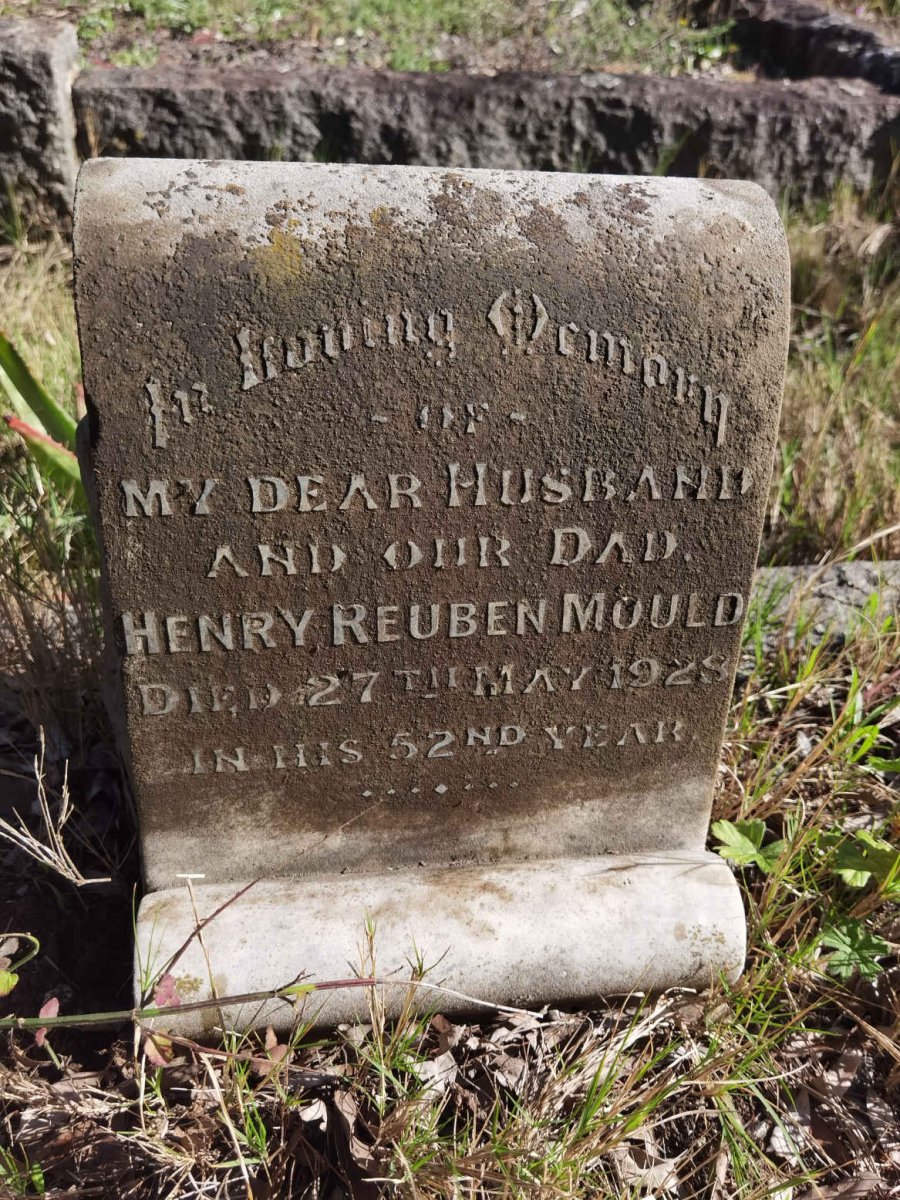 In Loving Memory
- OF -
MY DEAR HUSBAND
AND OUR DAD.
HENRY REUBEN MOULD
DIED 27TH MAY 1928
IN HIS 52ND YEAR.